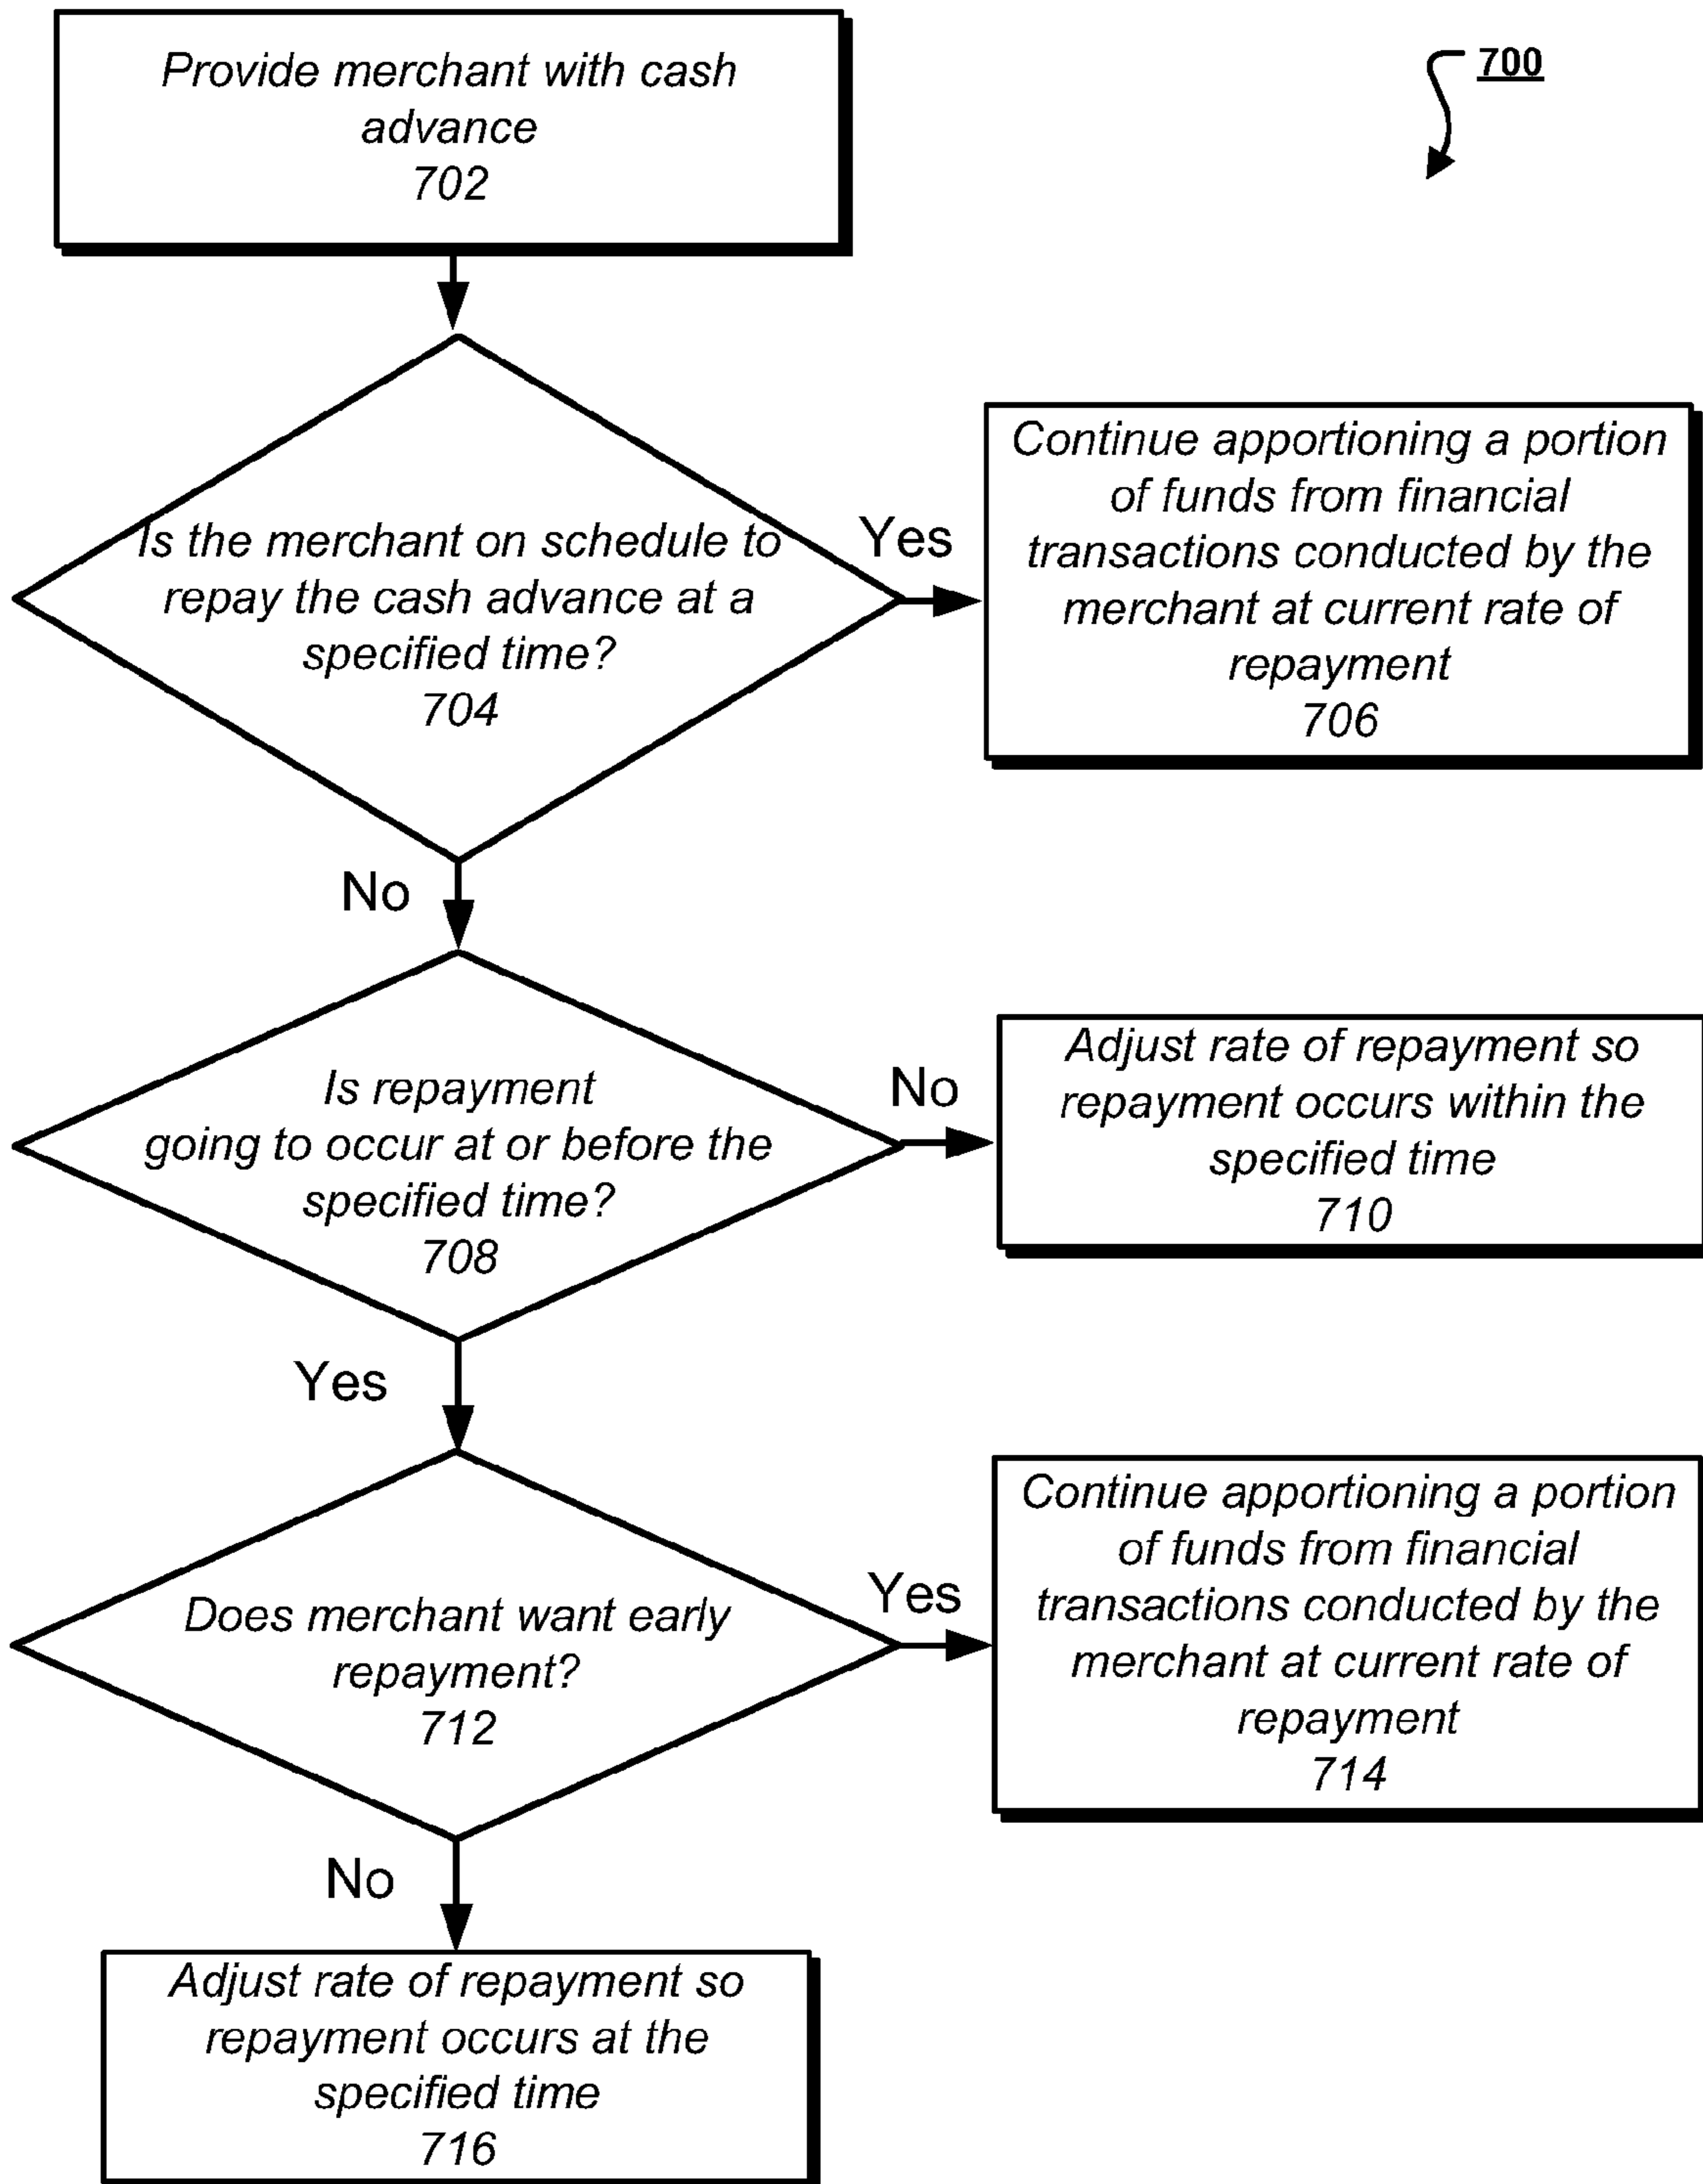 Provide merchant with cash
advance
702
700
Is the merchant on schedule to
repay the cash advance at a
specified time?
704
Yes
Continue apportioning a portion
of funds from financial
transactions conducted by the
merchant at current rate of
repayment
706
No
Is repayment
going to occur at or before the
specified time?
708
No
Adjust rate of repayment so
repayment occurs within the
specified time
710
Yes
Does merchant want early
repayment?
712
Yes
Continue apportioning a portion
of funds from financial
transactions conducted by the
merchant at current rate of
repayment
714
No
Adjust rate of repayment so
repayment occurs at the
specified time
716